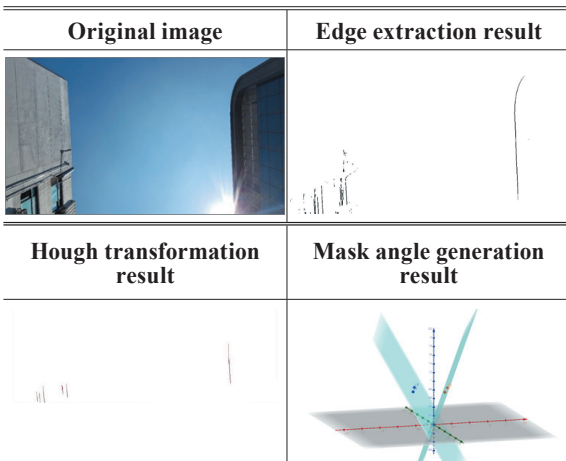 Original image
Edge extraction result
Hough transformation
result
Mask angle generation
result